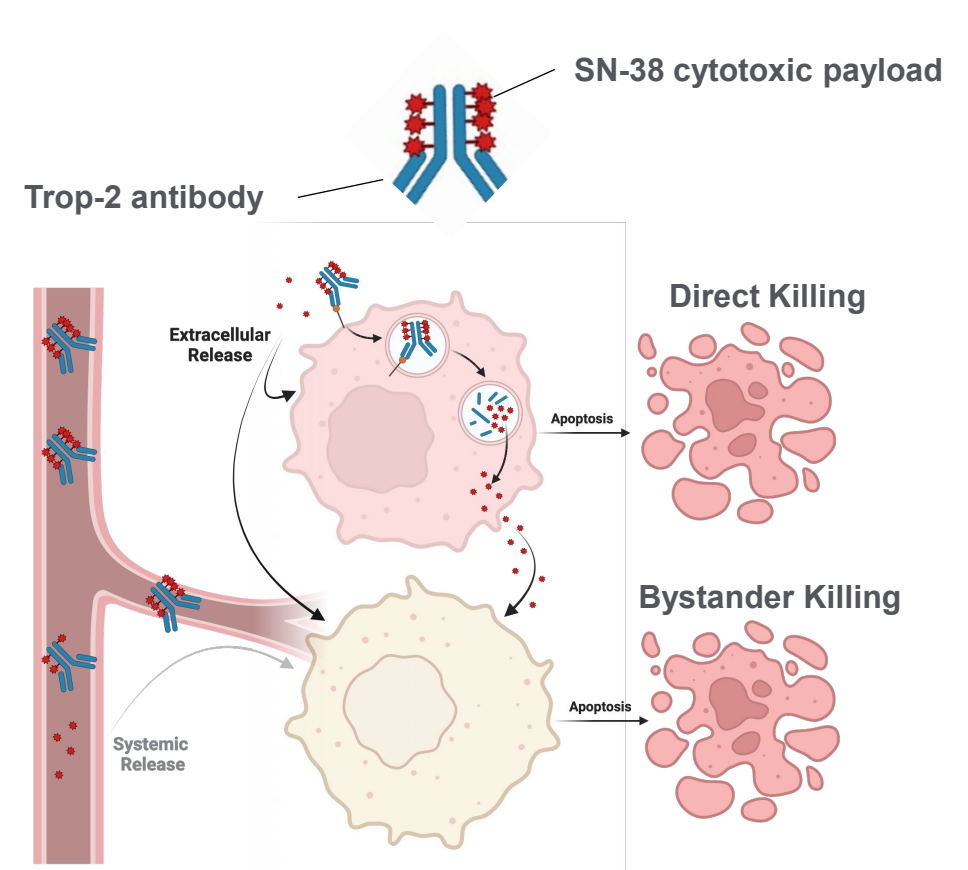 SN-38 cytotoxic payload
Trop-2 antibody
Extracellular
Release
Direct Killing
Apoptosis
Bystander Killing
Apoptosis
Systemic
Release